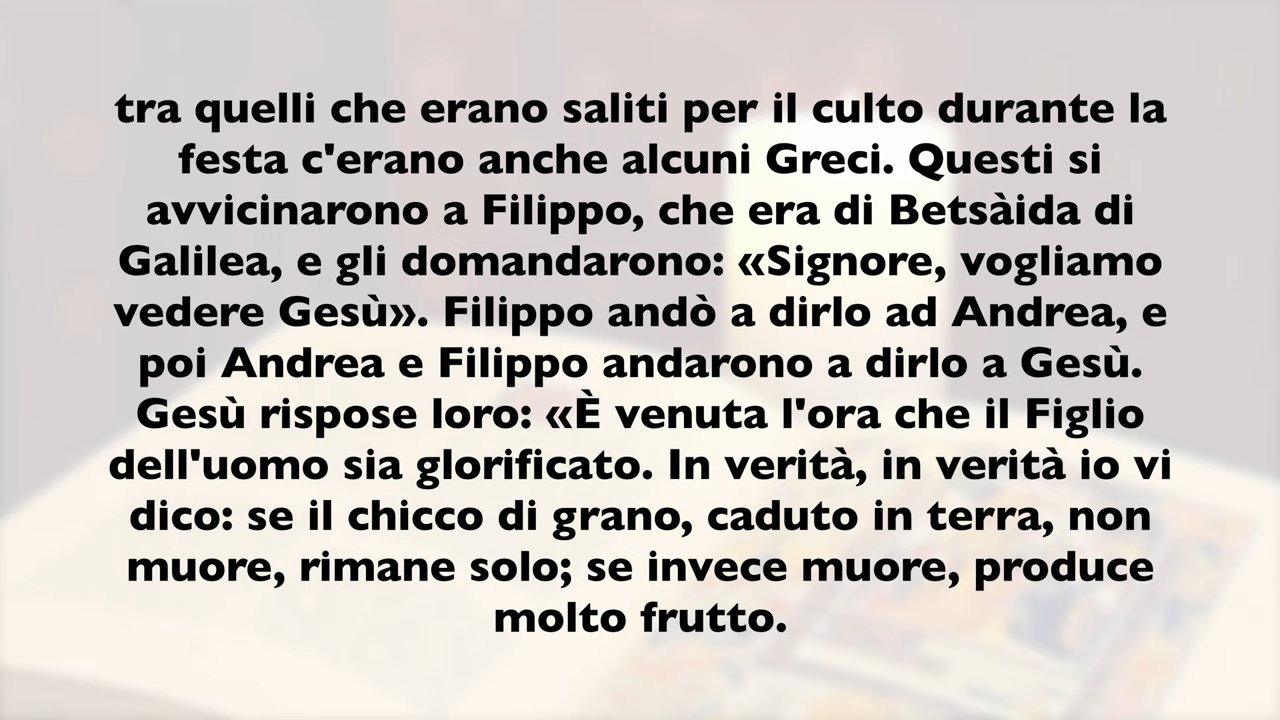 tra quelli che erano saliti per il culto durante la
festa c'erano anche alcuni Greci. Questi si
avvicinarono a Filippo, che era di Betsàida di
Galilea, e gli domandarono: «Signore, vogliamo
vedere Gesù». Filippo andò a dirlo ad Andrea, e
poi Andrea e Filippo andarono a dirlo a Gesù.
Gesù rispose loro: «È venuta l'ora che il Figlio
dell'uomo sia glorificato. In verità, in verità io vi
dico: se il chicco di grano, caduto in terra, non
muore, rimane solo; se invece muore, produce
molto frutto.